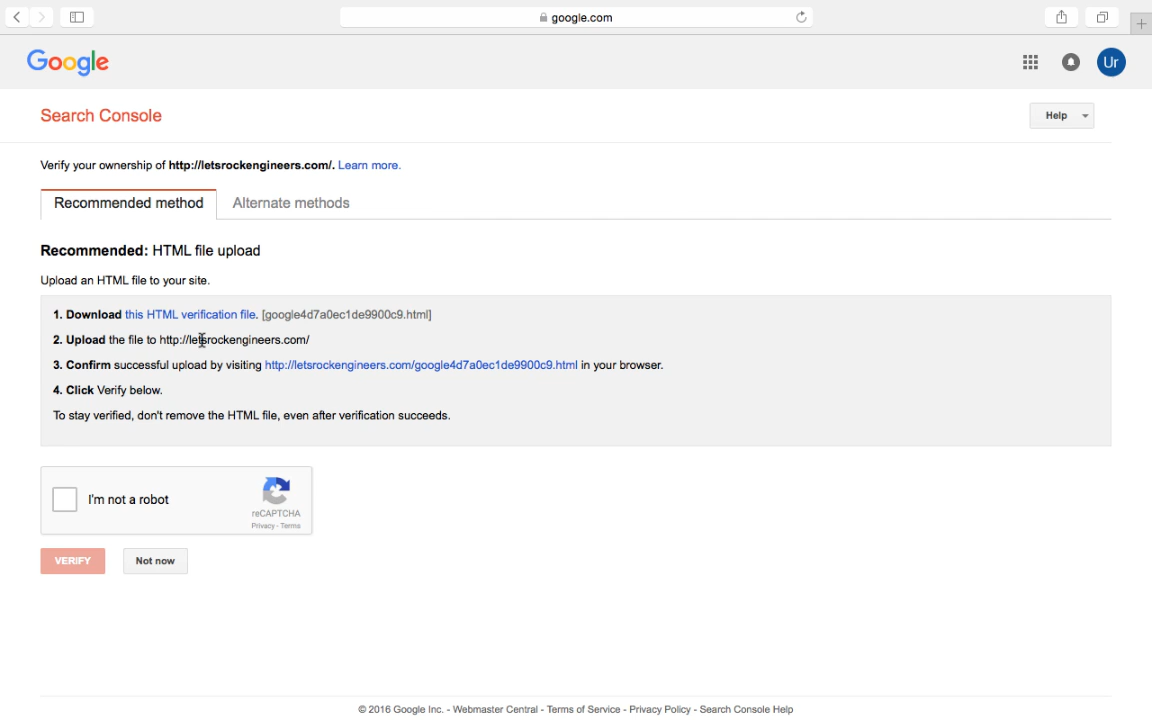 google.com
Google
Ur
Search Console
Help
Verify your ownership of http://letsrockengineers.com/. Learn more.
Recommended method
Alternate methods
Recommended: HTML file upload
Upload an HTML file to your site.
1. Download this HTML verification file. [google4d7a0ec1de9900c9.html]
2. Upload the file to http://letsrockengineers.com/
3. Confirm successful upload by visiting http://letsrockengineers.com/google4d7a0ec1de9900c9.html in your browser.
4. Click Verify below.
To stay verified, don't remove the HTML file, even after verification succeeds.
I'm not a robot
reCAPTCHA
Privacy - Terms
VERIFY
Not now
© 2016 Google Inc. - Webmaster Central - Terms of Service - Privacy Policy - Search Console Help